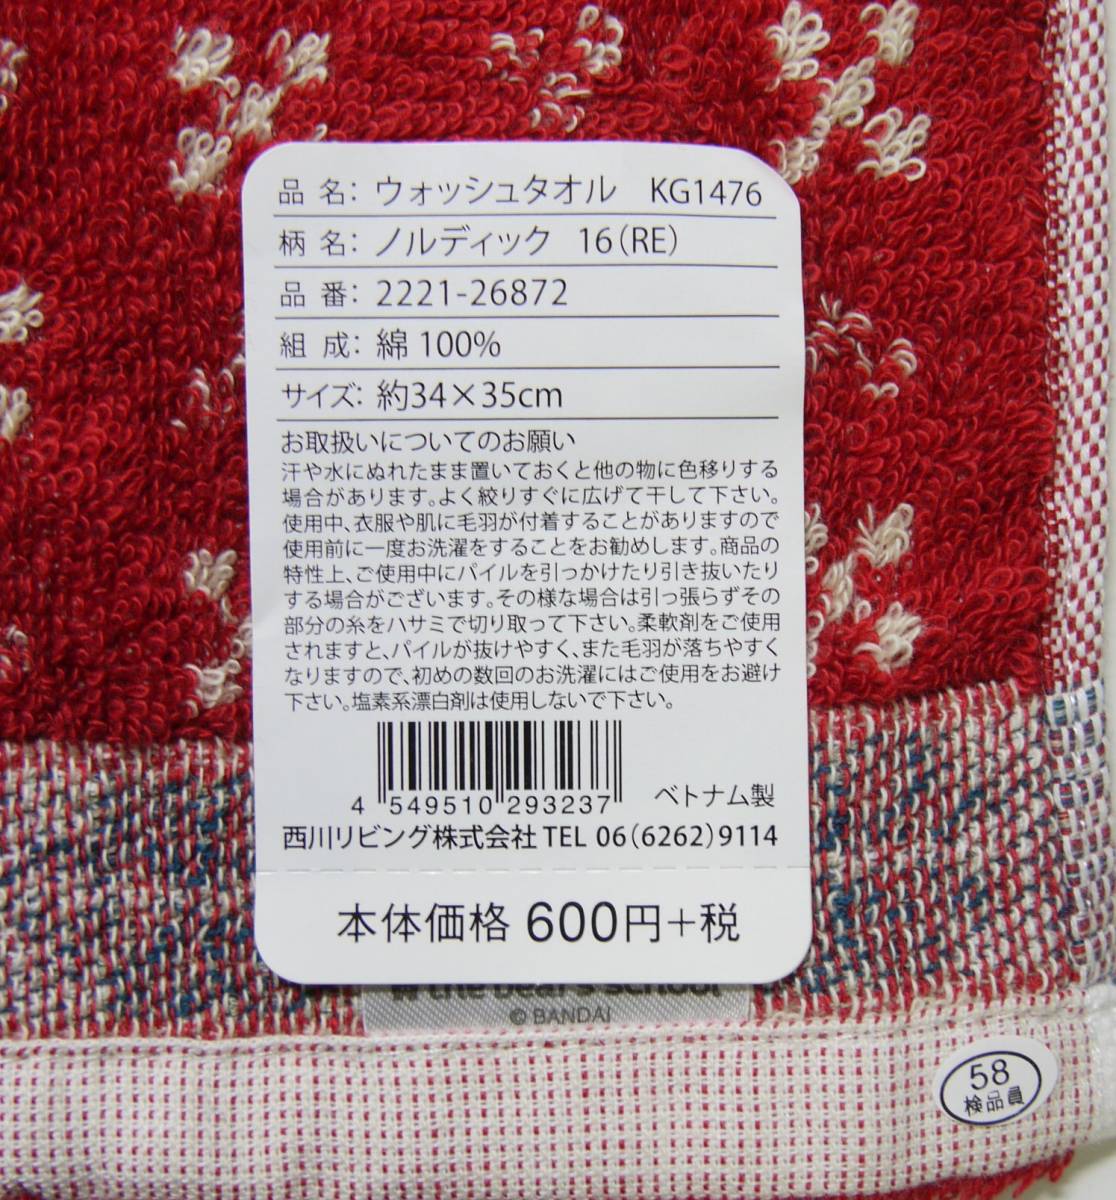 品 名： ウォッシュタオル KG1476
柄 名： ノルディック 16（RE）
品 番： 2221-26872
組 成： 綿 100%
サイズ： 約34×35cm
お取扱いについてのお願い
汗や水にぬれたまま置いておくと他の物に色移りする
場合があります。よく絞りすぐに広げて干して下さい。
使用中、衣服や肌に毛羽が付着することがありますので
使用前に一度お洗濯をすることをお勧めします。商品の
特性上、ご使用中にパイルを引っかけたり引き抜いたり
する場合がございます。その様な場合は引っ張らずその
部分の糸をハサミで切り取って下さい。柔軟剤をご使用
されますと、パイルが抜けやすく、また毛羽が落ちやすく
なりますので、初めの数回のお洗濯にはご使用をお避け
下さい。塩素系漂白剤は使用しないで下さい。
4 549510 293237
ベトナム製
西川リビング株式会社 TEL 06（6262）9114
本体価格 600円+税
the bear's school
© BANDAI
58
検品員